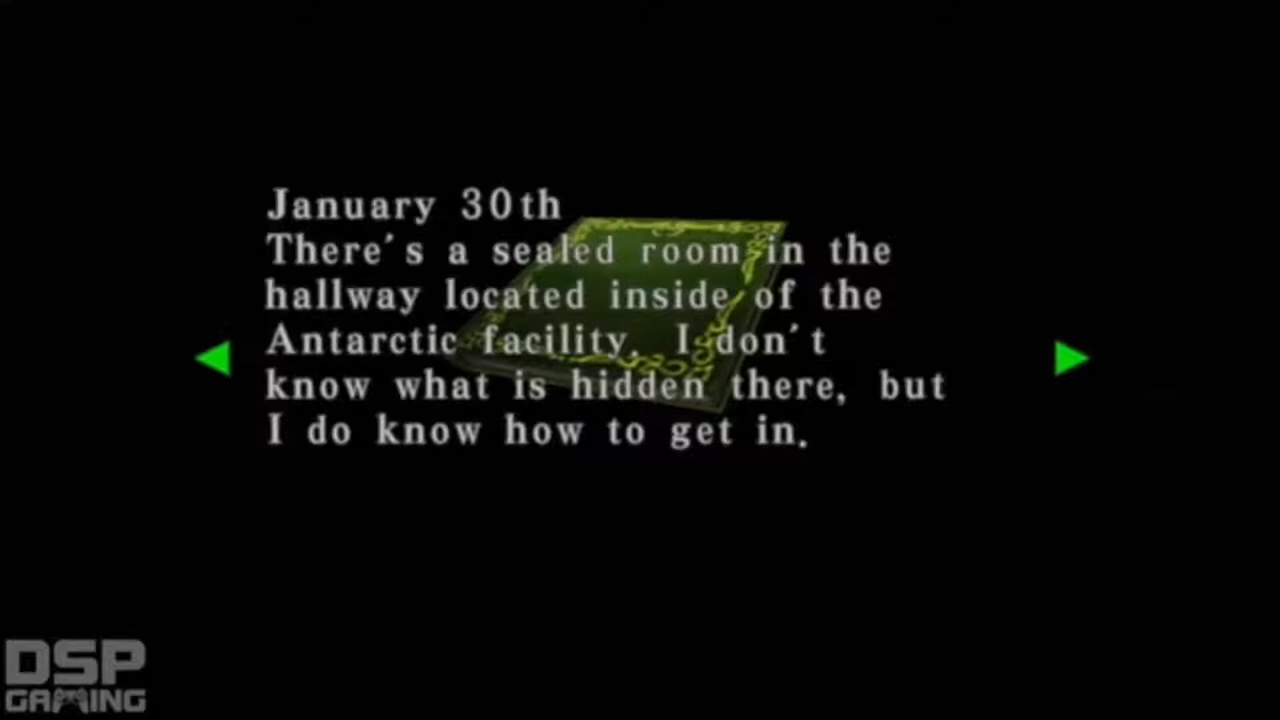 January 30th
There's a sealed room in the
hallway located inside of the
Antarctic facility. I don't
know what is hidden there, but
I do know how to get in.
DSP
GAMING